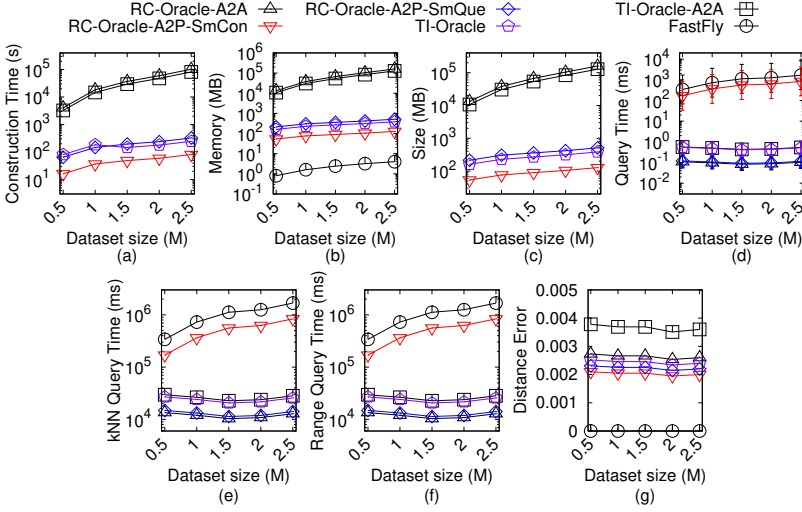 RC-Oracle-A2A RC-Oracle-A2P-SmQue TI-Oracle-A2A
RC-Oracle-A2P-SmCon TI-Oracle FastFly
Construction Time (s)
10^5
10^4
10^3
10^2
10^1
0.5 1 1.5 2 2.5
Dataset size (M)
(a)
Memory (MB)
10^6
10^5
10^4
10^3
10^2
10^1
10^0
10^-1
0.5 1 1.5 2 2.5
Dataset size (M)
(b)
Size (MB)
10^5
10^4
10^3
10^2
0.5 1 1.5 2 2.5
Dataset size (M)
(c)
Query Time (ms)
10^4
10^3
10^2
10^1
10^0
10^-1
10^-2
0.5 1 1.5 2 2.5
Dataset size (M)
(d)
kNN Query Time (ms)
10^6
10^5
10^4
0.5 1 1.5 2 2.5
Dataset size (M)
(e)
Range Query Time (ms)
10^6
10^5
10^4
0.5 1 1.5 2 2.5
Dataset size (M)
(f)
Distance Error
0.005
0.004
0.003
0.002
0.001
0
0.5 1 1.5 2 2.5
Dataset size (M)
(g)